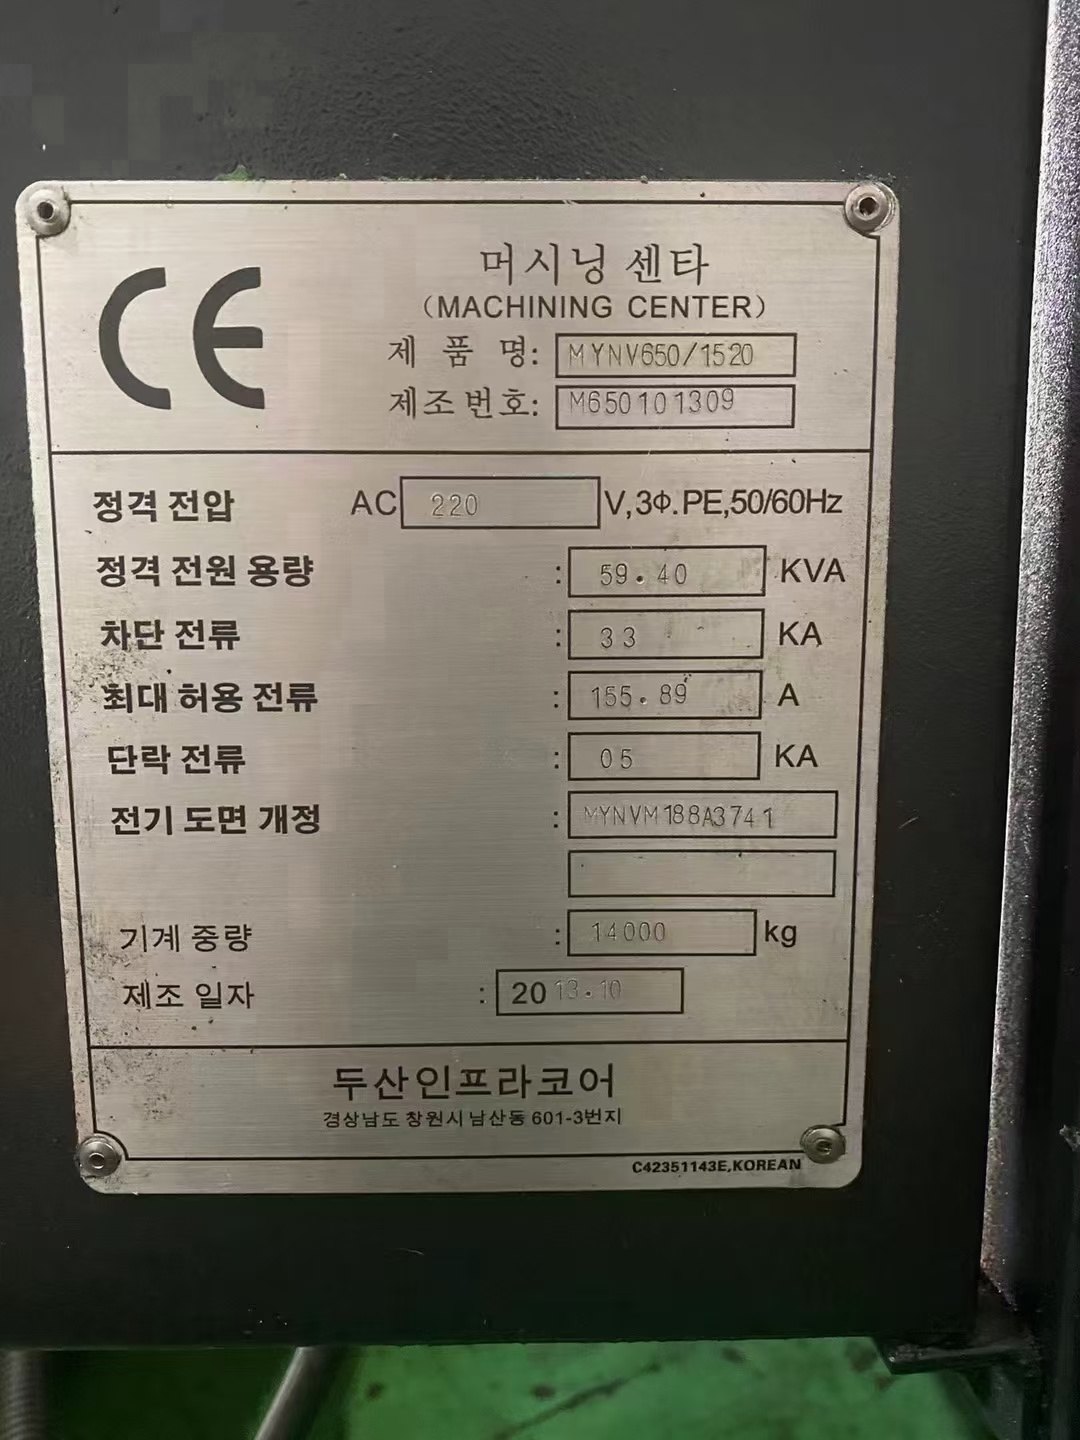 CE
머시닝 센타
(MACHINING CENTER)
제 품 명: MYNV650/1520
제조번호: M650101309
정격 전압 AC 220 V,3Φ.PE,50/60Hz
정격 전원 용량 : 59.40 KVA
차단 전류 : 33 KA
최대 허용 전류 : 155.89 A
단락 전류 : 05 KA
전기 도면 개정 : MYNVM188A3741
기계 중량 : 14000 kg
제조 일자 : 2013.10
두산인프라코어
경상남도 창원시 남산동 601-3번지
C42351143E,KOREAN